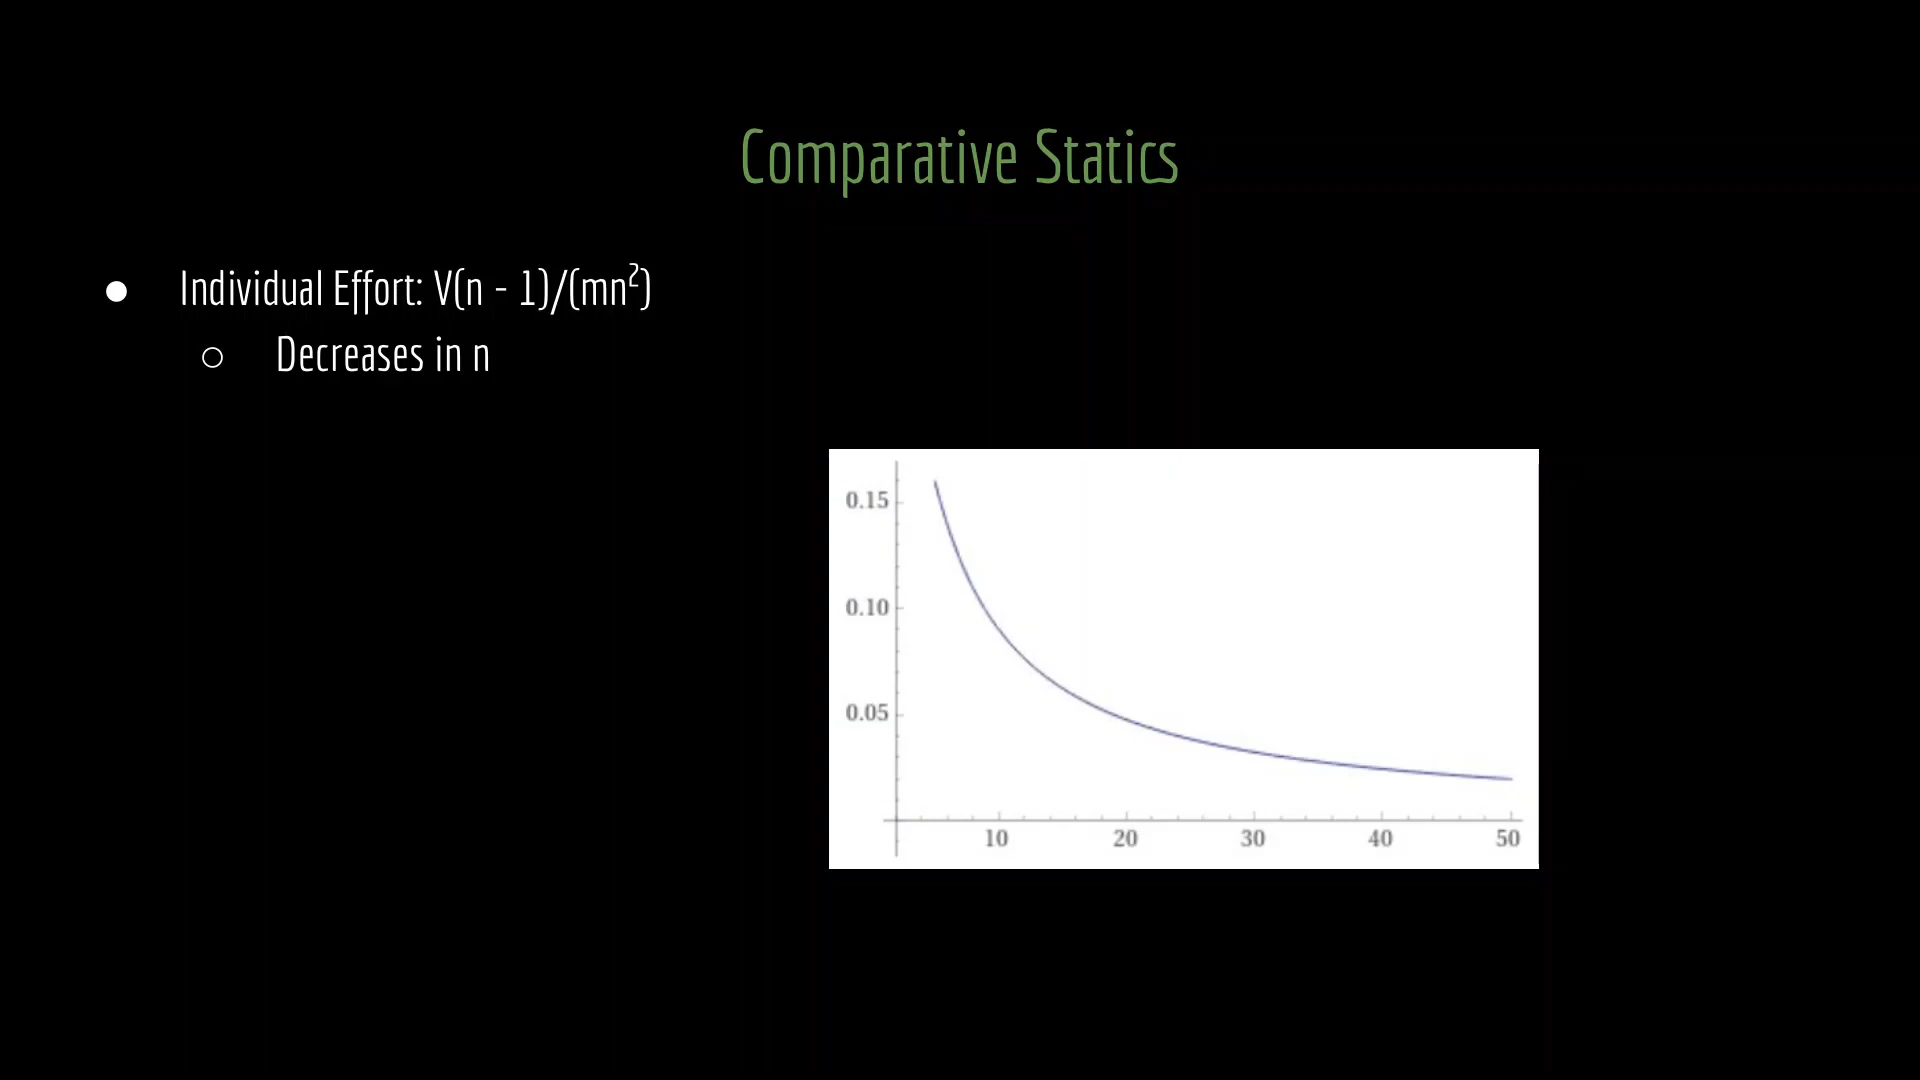 Comparative Statics
● Individual Effort: V(n - 1)/(mn²)
○ Decreases in n
0.15
0.10
0.05
10 20 30 40 50